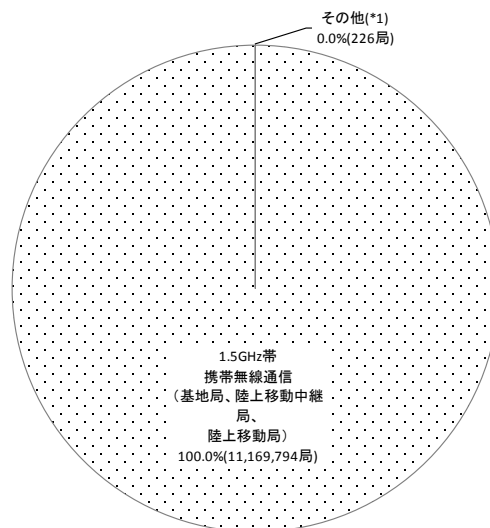 その他(*1)
0.0%(226局)
1.5GHz帯
携帯無線通信
（基地局、陸上移動中継
局、
陸上移動局）
100.0%(11,169,794局)